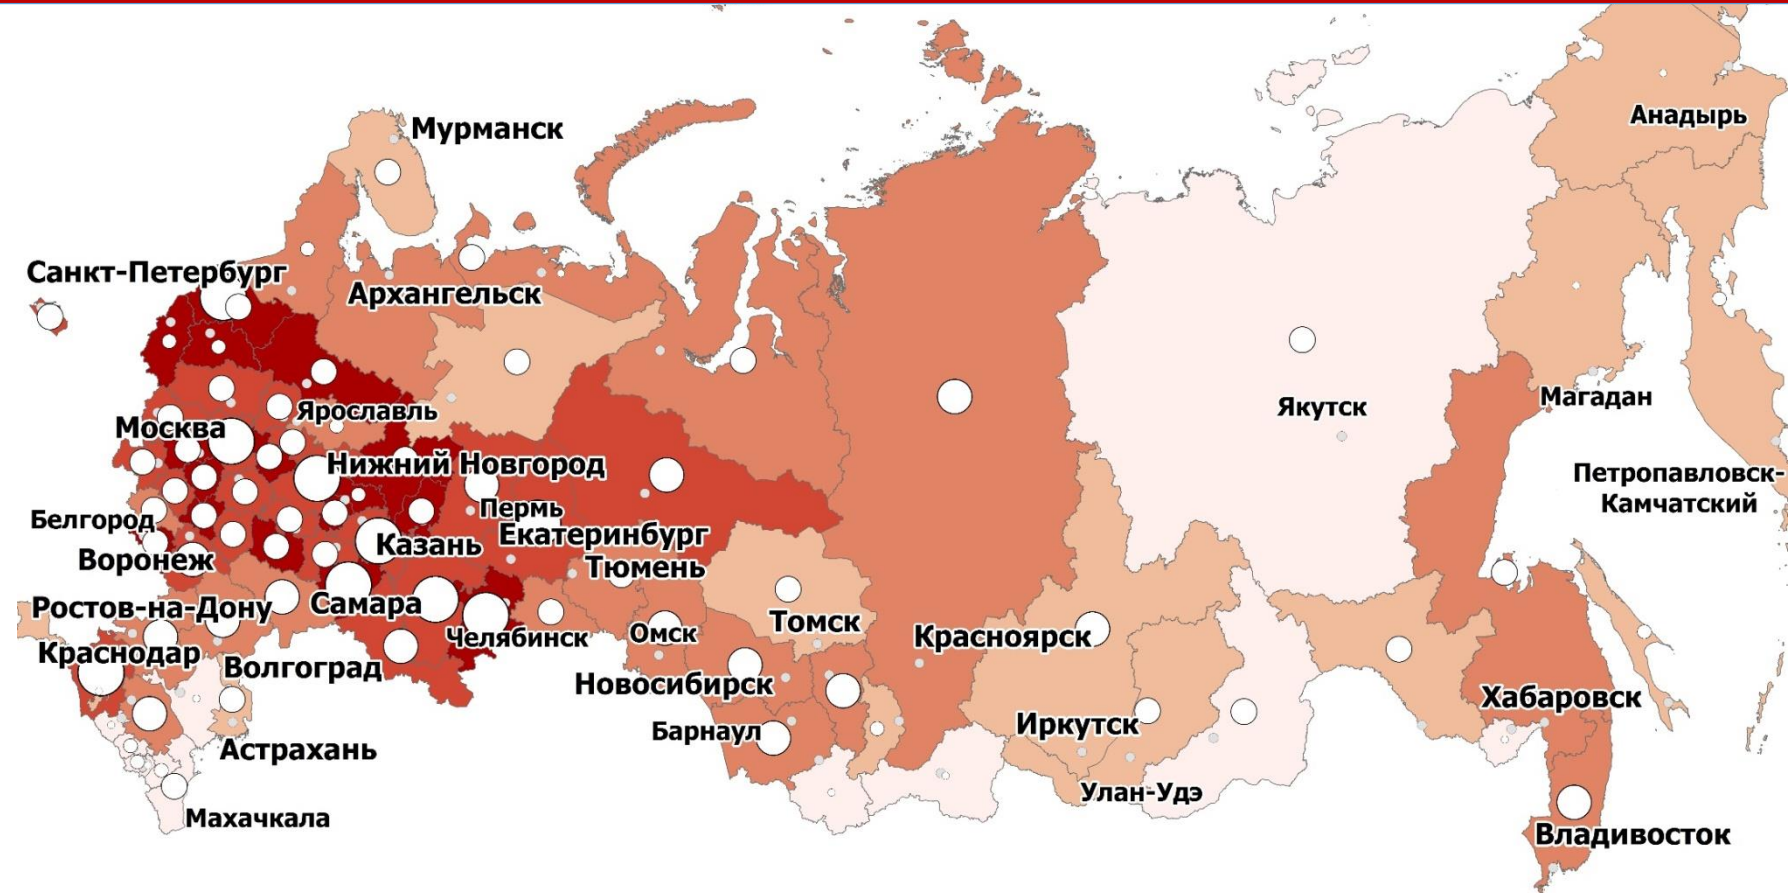 Мурманск
Анадырь
Санкт-Петербург
Архангельск
Магадан
Якутск
Ярославль
Москва
Нижний Новгород
Петропавловск-
Камчатский
Пермь
Белгород
Екатеринбург
Воронеж
Казань
Тюмень
Ростов-на-Дону
Самара
Челябинск
Омск
Томск
Красноярск
Краснодар
Волгоград
Новосибирск
Хабаровск
Иркутск
Барнаул
Астрахань
Улан-Удэ
Махачкала
Владивосток